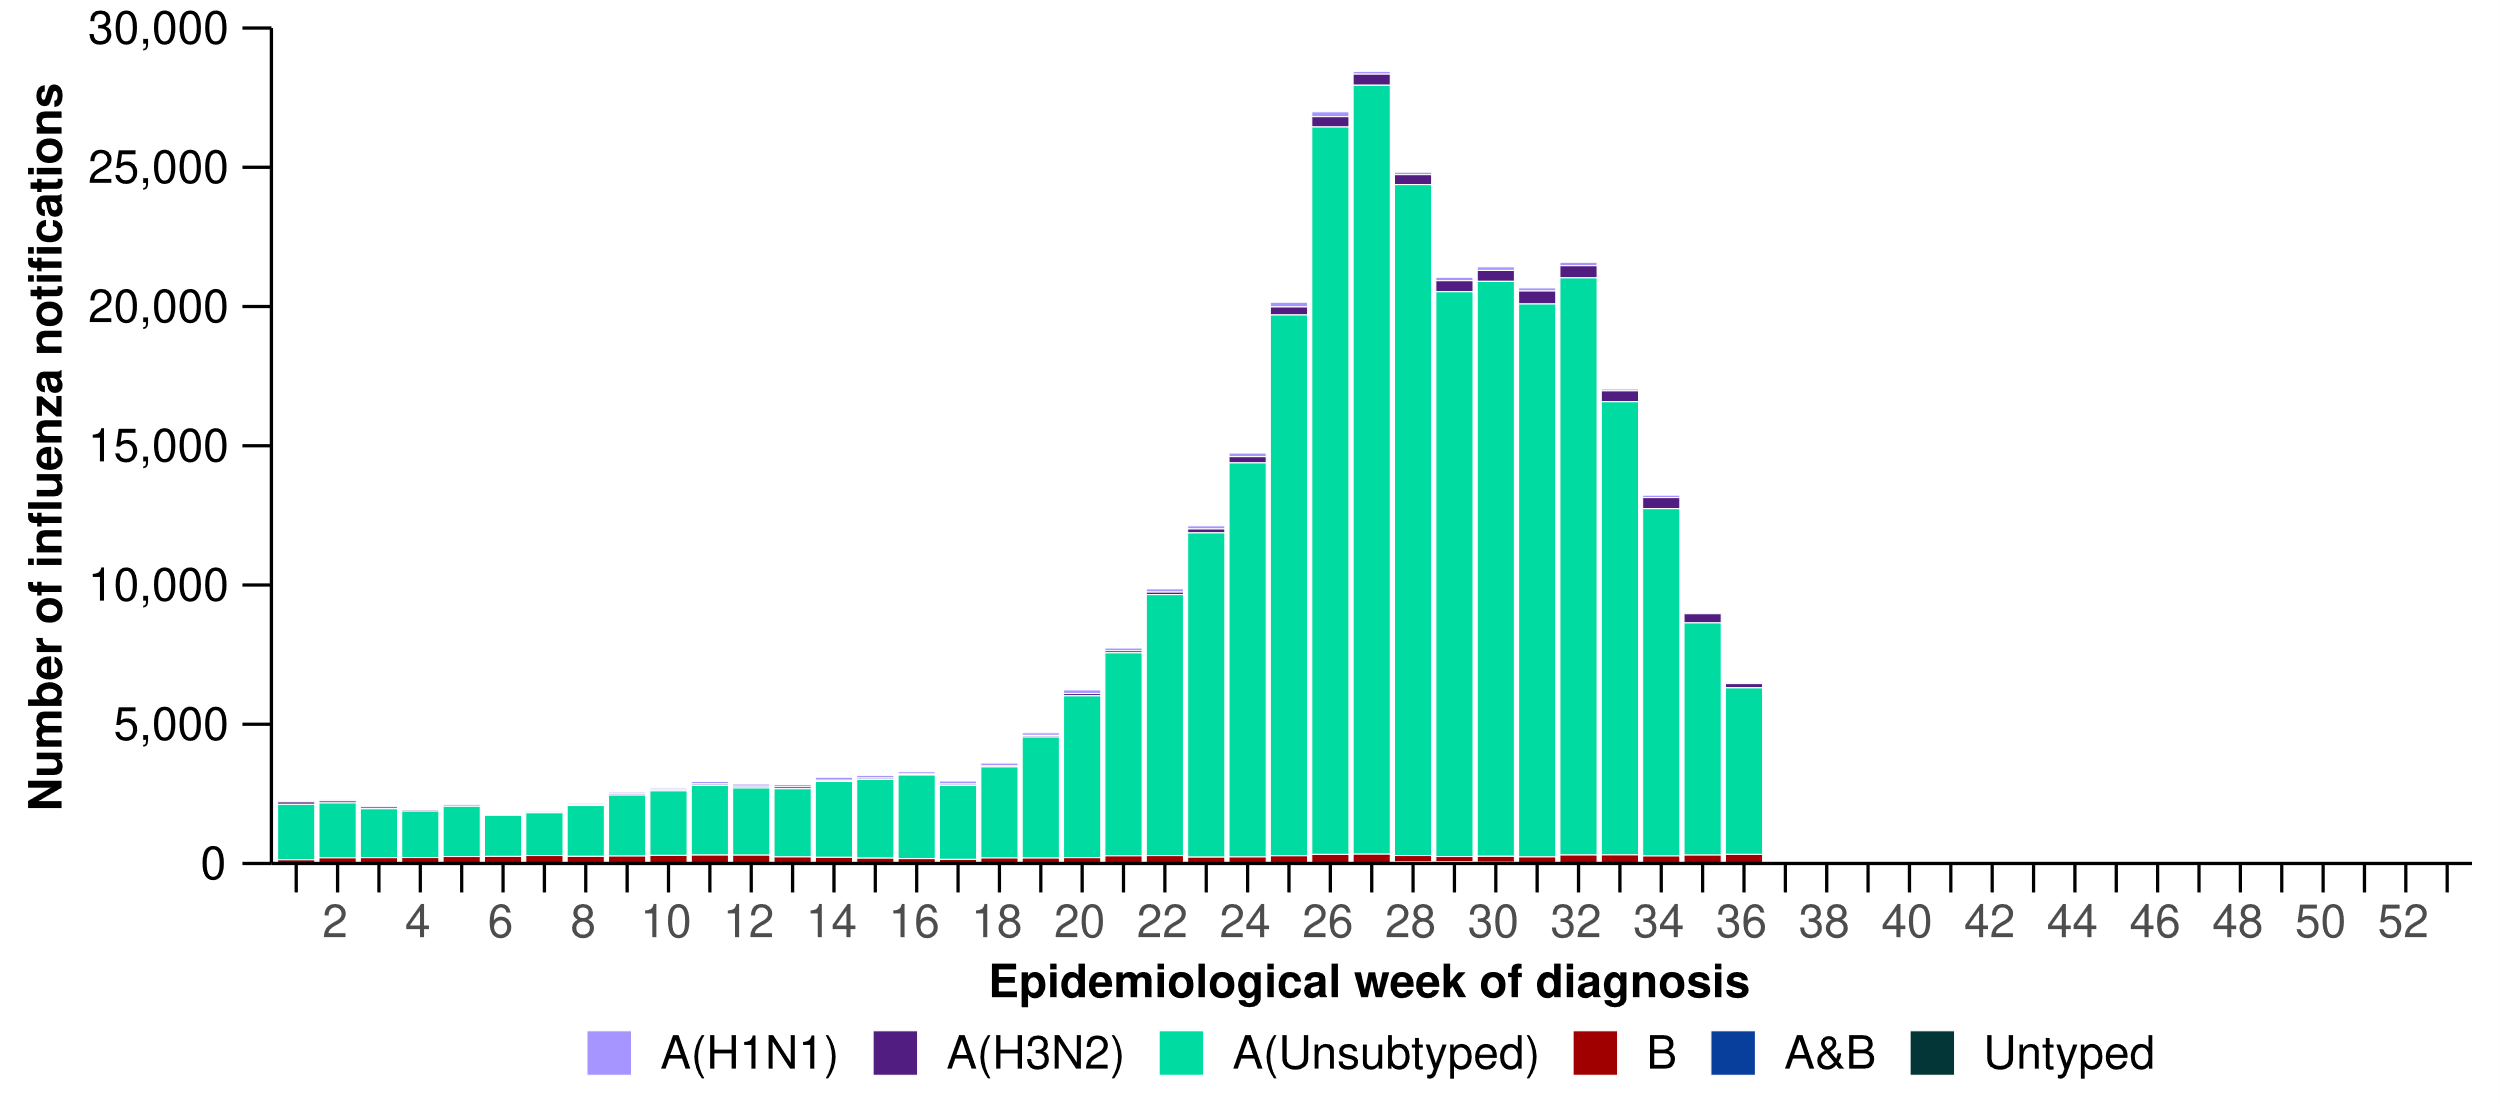 Number of influenza notifications
30,000
25,000
20,000
15,000
10,000
5,000
0
2 4 6 8 10 12 14 16 18 20 22 24 26 28 30 32 34 36 38 40 42 44 46 48 50 52
Epidemiological week of diagnosis
A(H1N1) A(H3N2) A(Unsubtyped) B A&B Untyped